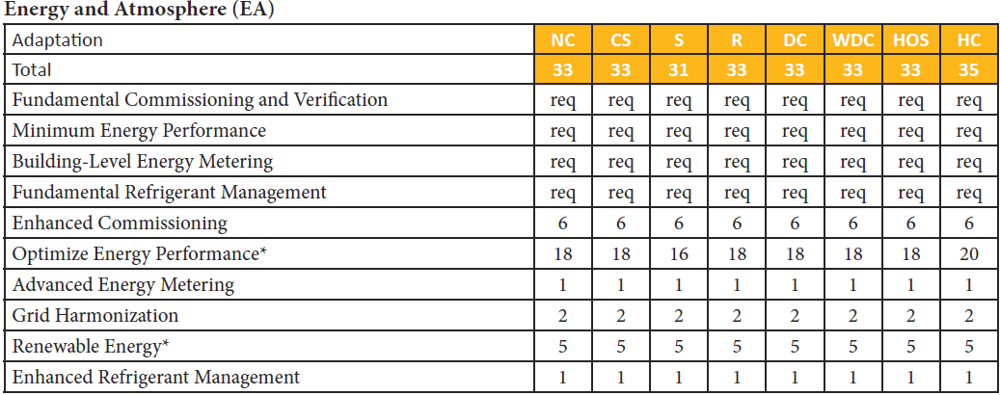 Energy and Atmosphere (EA)
Adaptation NC CS S R DC WDC HOS HC
Total 33 33 31 33 33 33 33 35
Fundamental Commissioning and Verification req req req req req req req req
Minimum Energy Performance req req req req req req req req
Building-Level Energy Metering req req req req req req req req
Fundamental Refrigerant Management req req req req req req req req
Enhanced Commissioning 6 6 6 6 6 6 6 6
Optimize Energy Performance* 18 18 16 18 18 18 18 20
Advanced Energy Metering 1 1 1 1 1 1 1 1
Grid Harmonization 2 2 2 2 2 2 2 2
Renewable Energy* 5 5 5 5 5 5 5 5
Enhanced Refrigerant Management 1 1 1 1 1 1 1 1